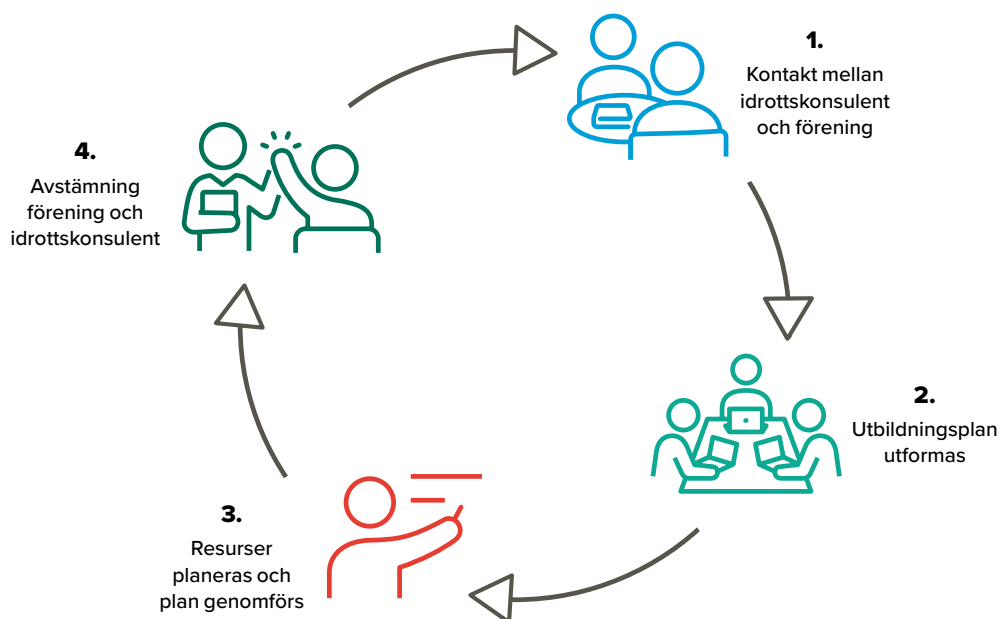 1.
Kontakt mellan
idrottskonsulent
och förening
2.
Utbildningsplan
utformas
3.
Resurser
planeras och
plan genomförs
4.
Avstämning
förening och
idrottskonsulent